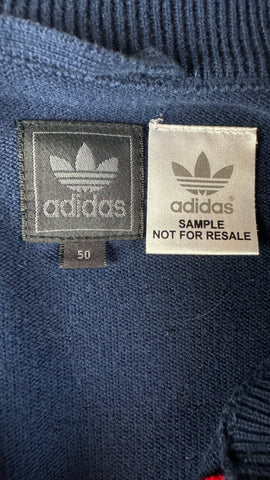 adidas
50
adidas®
SAMPLE
NOT FOR RESALE